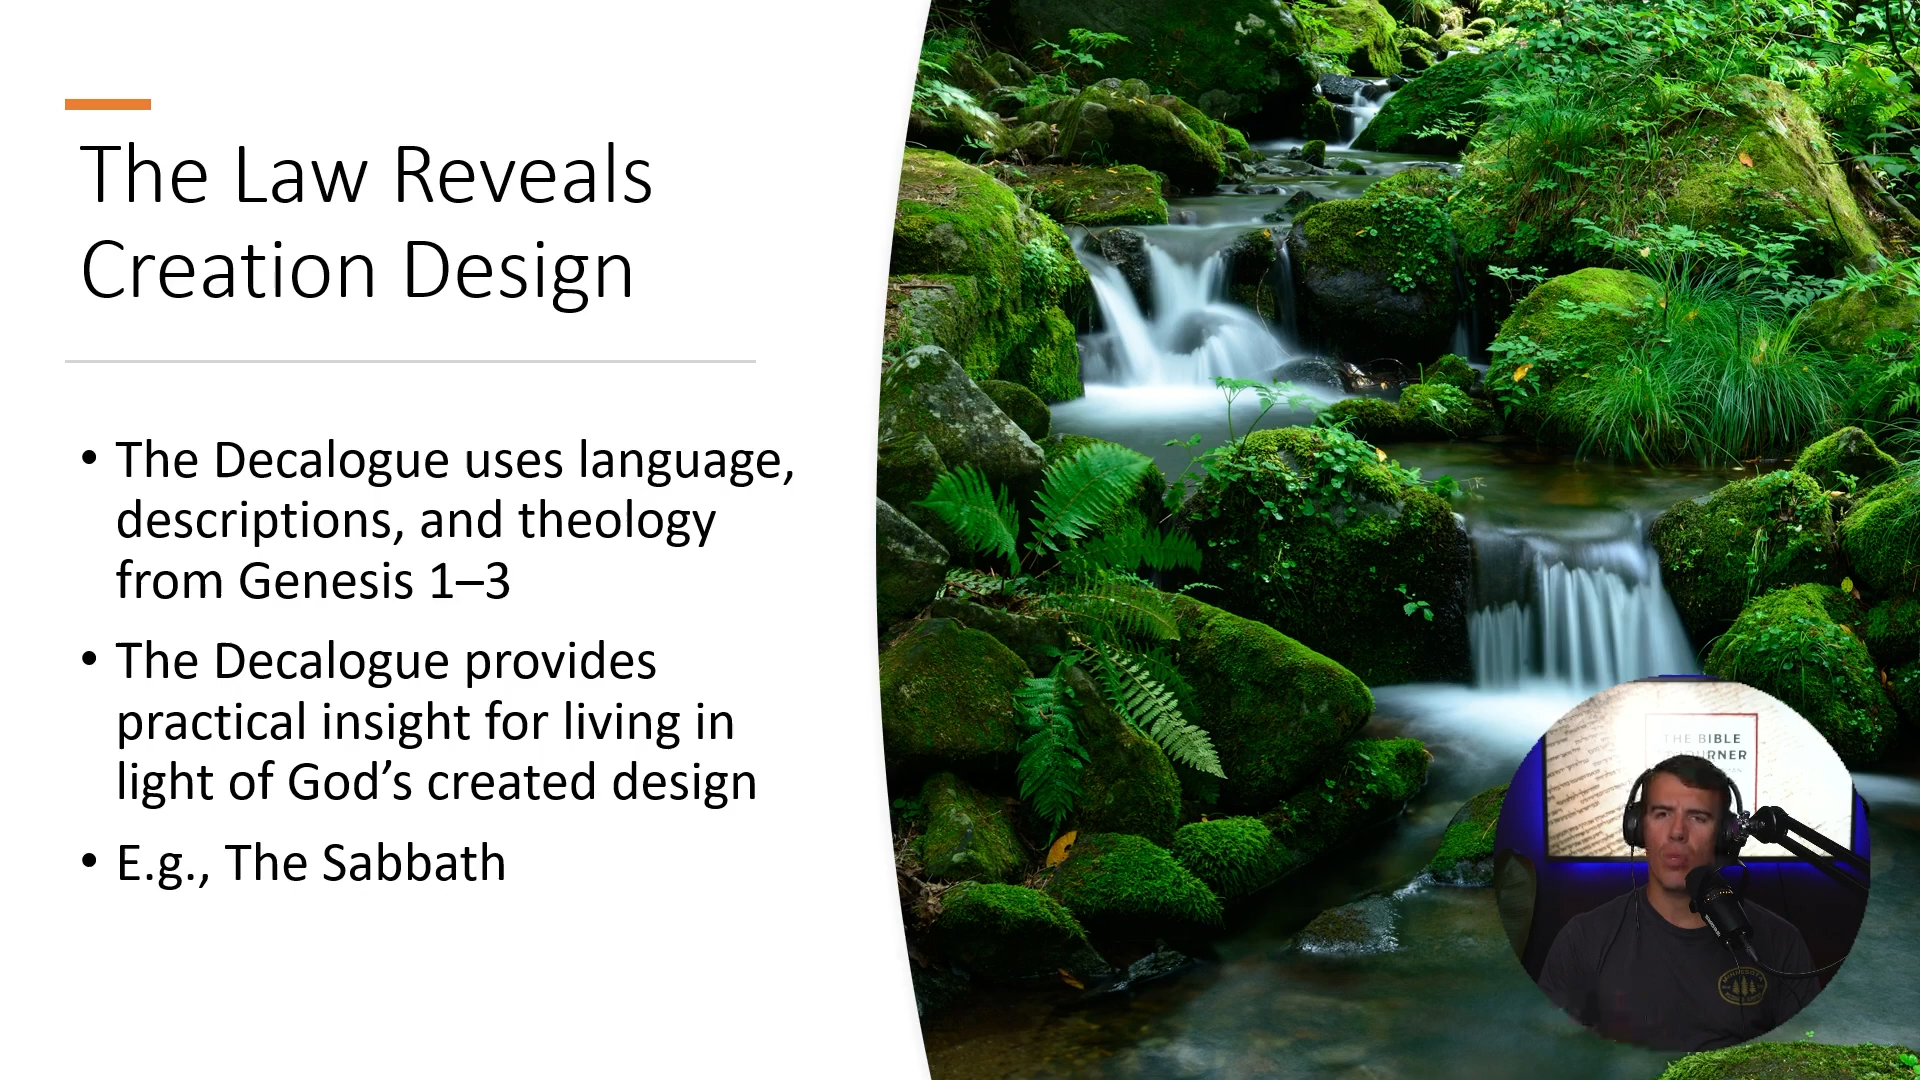 The Law Reveals
Creation Design
• The Decalogue uses language,
descriptions, and theology
from Genesis 1–3
• The Decalogue provides
practical insight for living in
light of God’s created design
• E.g., The Sabbath
THE BIBLE
MINNESOTA